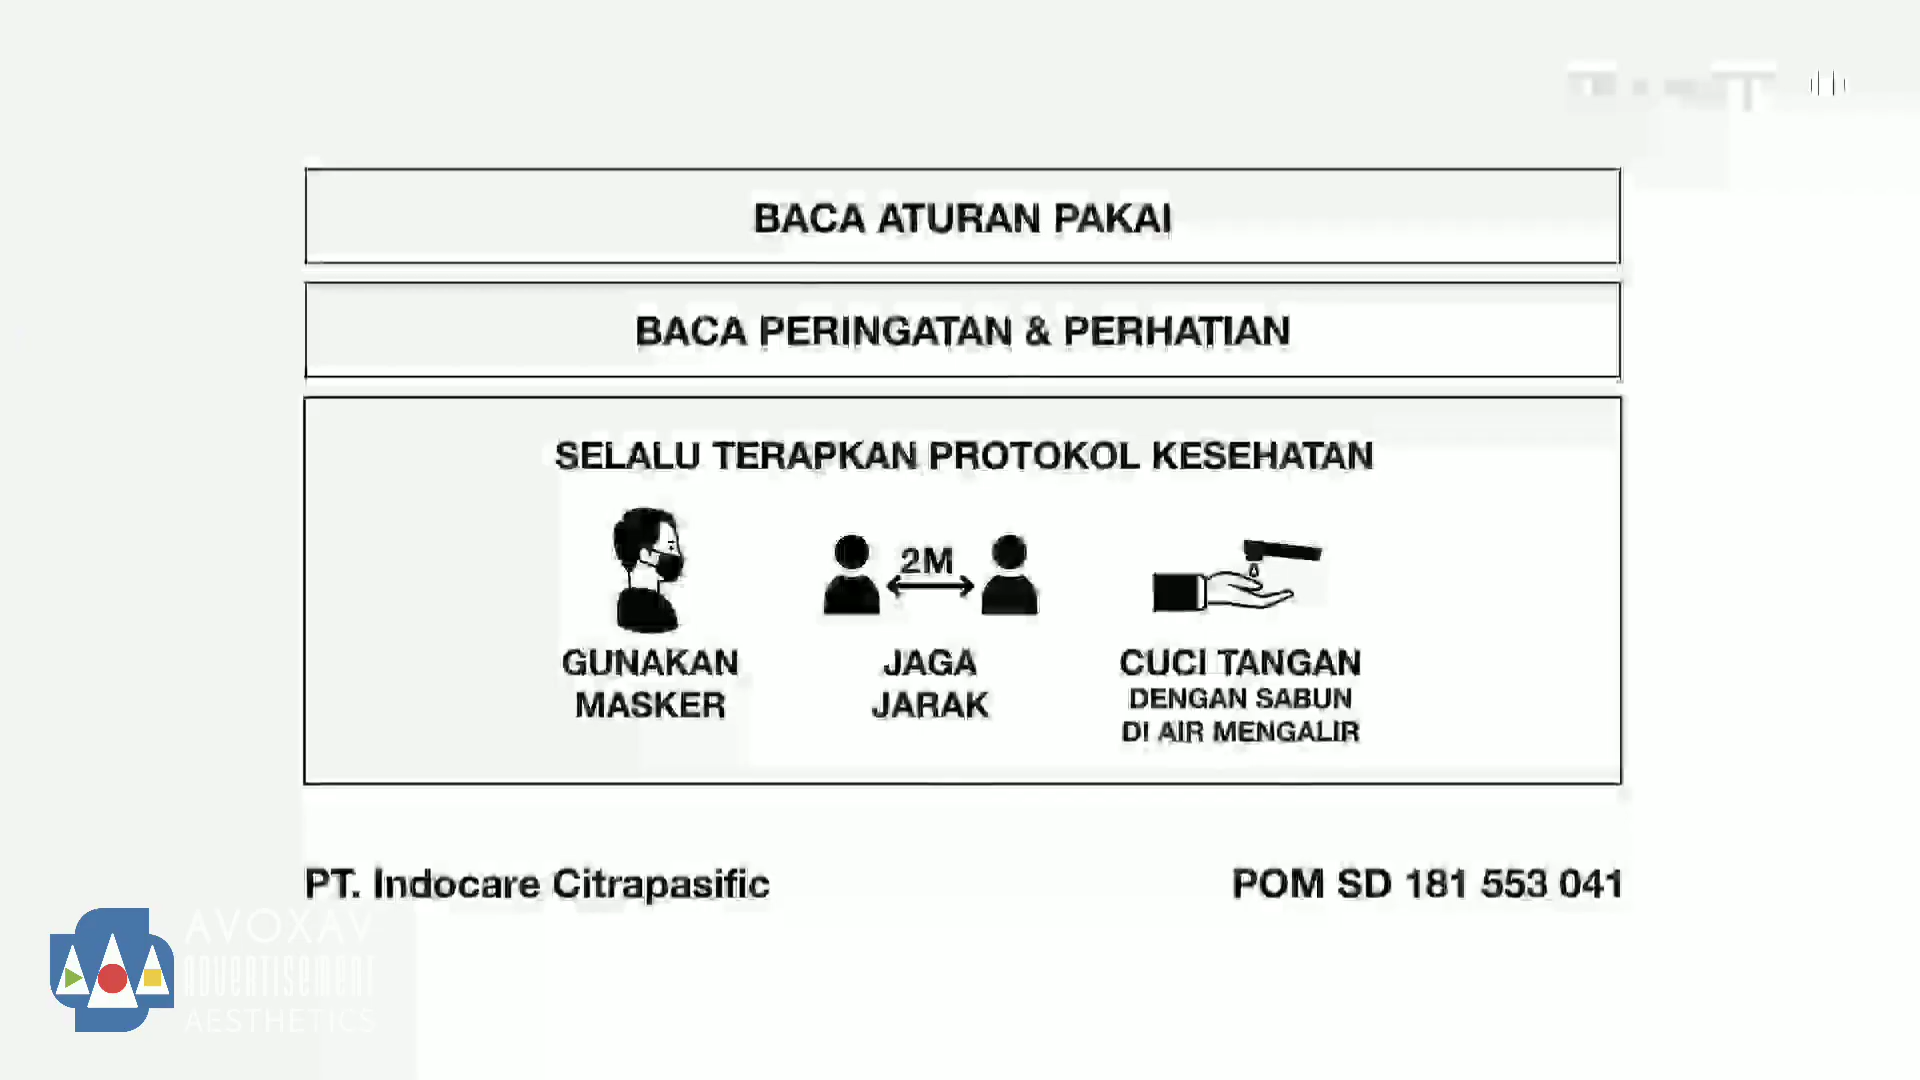 BACA ATURAN PAKAI
BACA PERINGATAN & PERHATIAN
SELALU TERAPKAN PROTOKOL KESEHATAN
2M
GUNAKAN
MASKER
JAGA
JARAK
CUCI TANGAN
DENGAN SABUN
DI AIR MENGALIR
PT. Indocare Citrapasific
POM SD 181 553 041
AVOXAV
ADVERTISEMENT
AESTHETICS